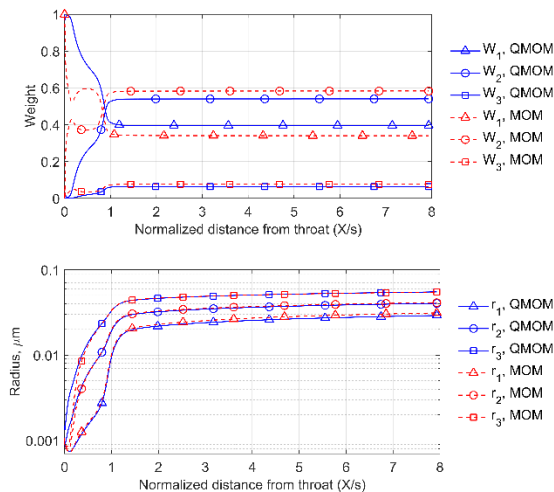 1
0.8
0.6
0.4
0.2
0
Weight
0 1 2 3 4 5 6 7 8
Normalized distance from throat (X/s)
W₁, QMOM
W₂, QMOM
W₃, QMOM
W₁, MOM
W₂, MOM
W₃, MOM
0.1
0.01
0.001
Radius, μm
0 1 2 3 4 5 6 7 8
Normalized distance from throat (X/s)
r₁, QMOM
r₂, QMOM
r₃, QMOM
r₁, MOM
r₂, MOM
r₃, MOM